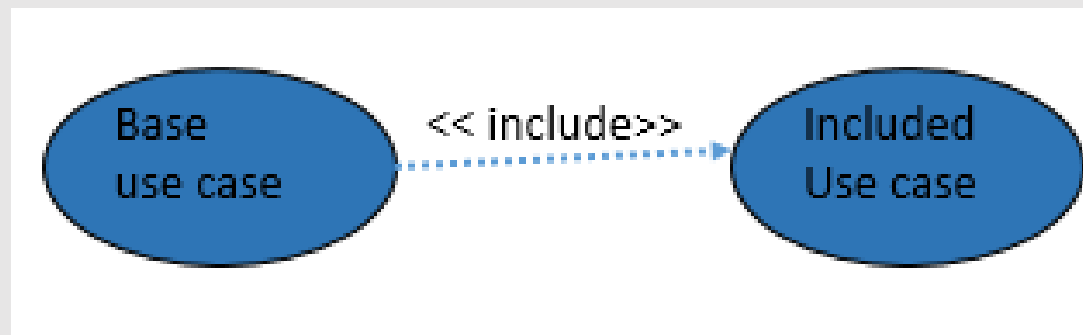 Base
use case
<< include>>
Included
Use case